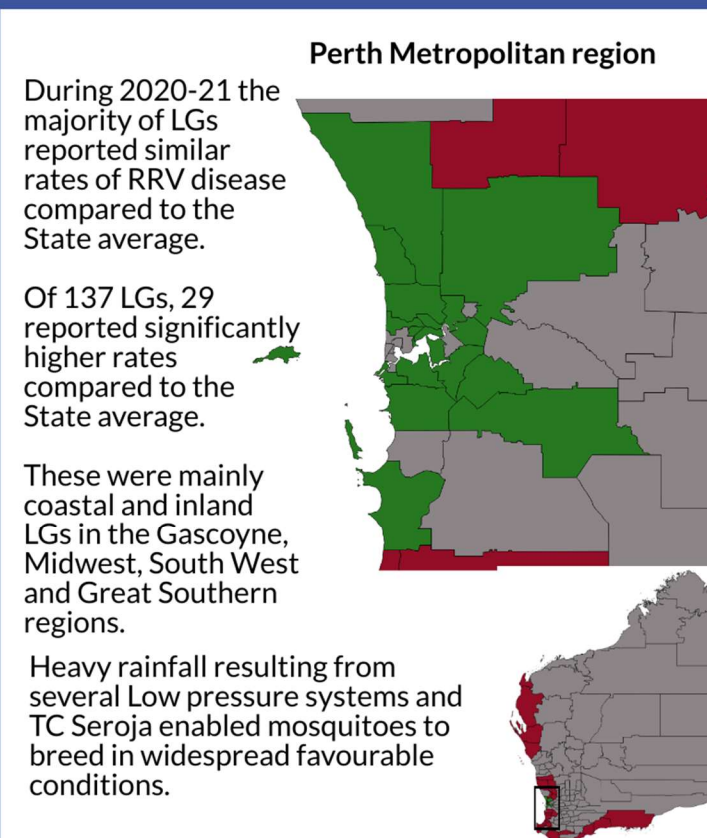 Perth Metropolitan region
During 2020-21 the
majority of LGs
reported similar
rates of RRV disease
compared to the
State average.
Of 137 LGs, 29
reported significantly
higher rates
compared to the
State average.
These were mainly
coastal and inland
LGs in the Gascoyne,
Midwest, South West
and Great Southern
regions.
Heavy rainfall resulting from
several Low pressure systems and
TC Seroja enabled mosquitoes to
breed in widespread favourable
conditions.